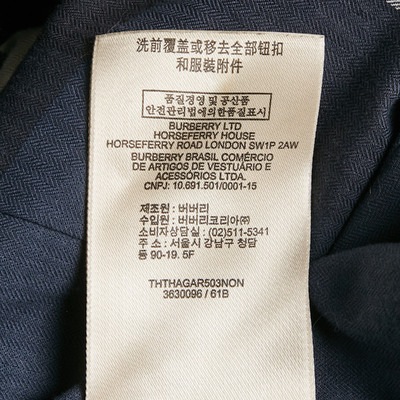 洗前覆盖或移去全部钮扣
和服裝附件
품질경영 및 공산품
안전관리법에의한품질표시
BURBERRY LTD
HORSEFERRY HOUSE
HORSEFERRY ROAD LONDON SW1P 2AW
BURBERRY BRASIL COMÉRCIO
DE ARTIGOS DE VESTUÁRIO E
ACESSÓRIOS LTDA.
CNPJ: 10.691.501/0001-15
제조원 : 버버리
수입원 : 버버리코리아㈜
소비자상담실 : (02)511-5341
주 소 : 서울시 강남구 청담
동 90-19. 5F
THTHAGAR503NON
3630096 / 61B